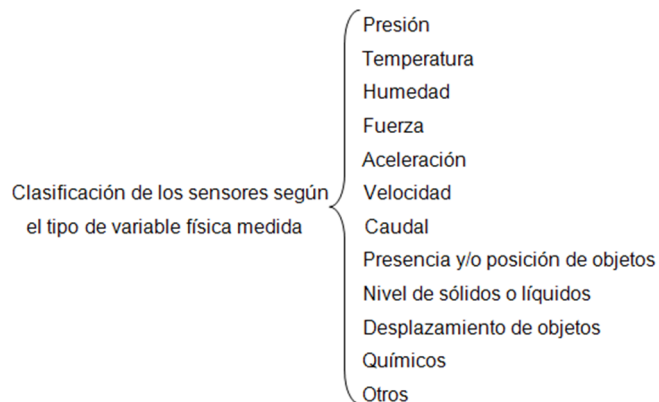 Presión
Temperatura
Humedad
Fuerza
Aceleración
Clasificación de los sensores según
el tipo de variable física medida
Velocidad
Caudal
Presencia y/o posición de objetos
Nivel de sólidos o líquidos
Desplazamiento de objetos
Químicos
Otros